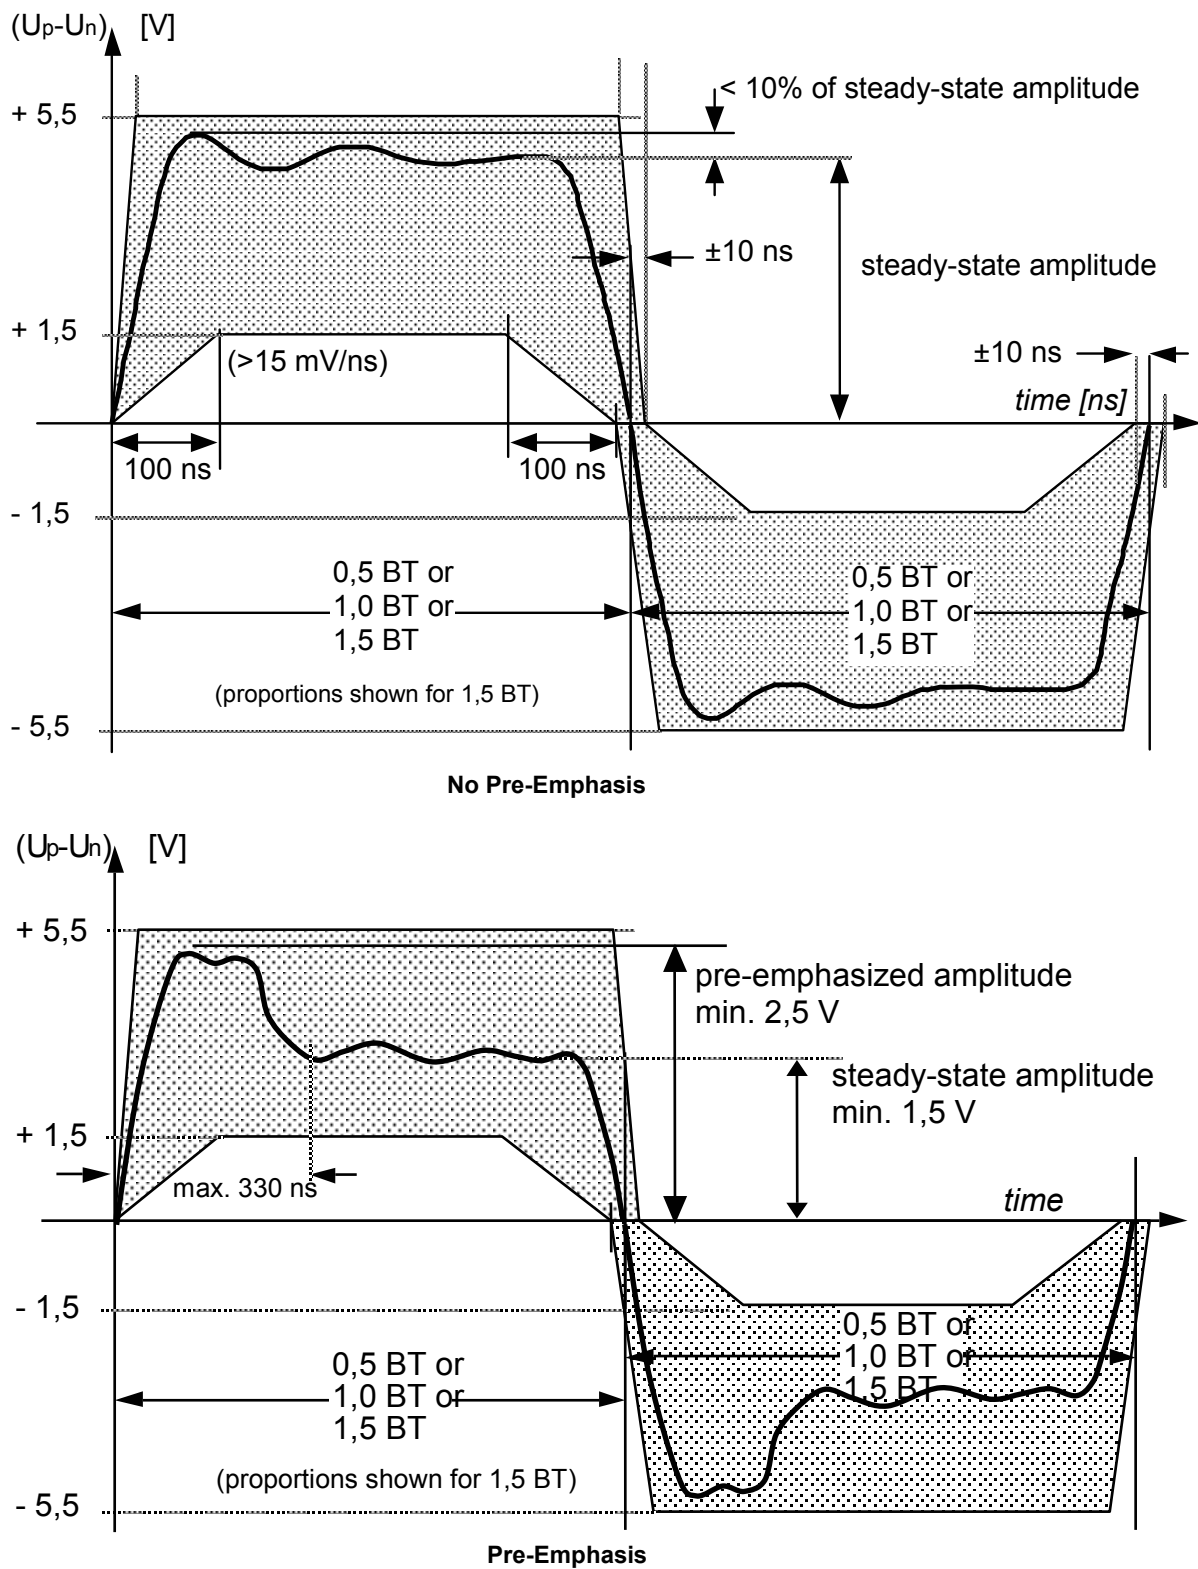 (Up-Un) [V]
< 10% of steady-state amplitude
+ 5,5
±10 ns
steady-state amplitude
+ 1,5
(>15 mV/ns)
±10 ns
time [ns]
100 ns
100 ns
- 1,5
0,5 BT or
1,0 BT or
1,5 BT
0,5 BT or
1,0 BT or
1,5 BT
(proportions shown for 1,5 BT)
- 5,5
No Pre-Emphasis
(Up-Un) [V]
+ 5,5
pre-emphasized amplitude
min. 2,5 V
steady-state amplitude
min. 1,5 V
+ 1,5
max. 330 ns
time
- 1,5
0,5 BT or
1,0 BT or
1,5 BT
0,5 BT or
1,0 BT or
1,5 BT
(proportions shown for 1,5 BT)
- 5,5
Pre-Emphasis